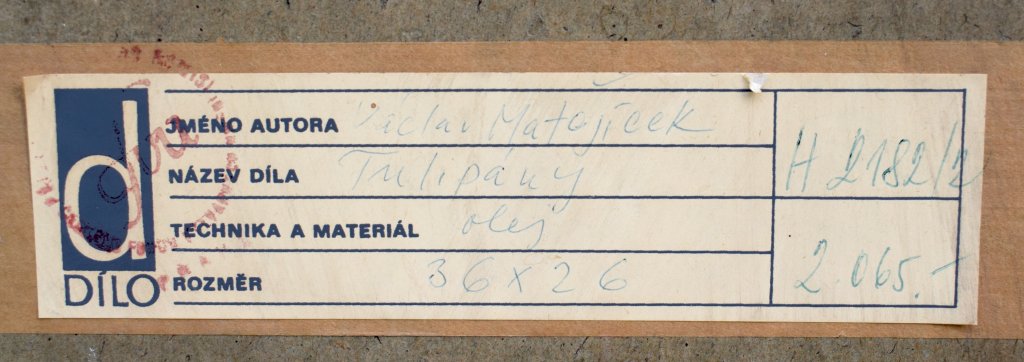 JMÉNO AUTORA Václav Matějíček
NÁZEV DÍLA Tulipány
TECHNIKA A MATERIÁL olej
ROZMĚR 36 x 26
H 2182/2
2.065.-
d
DÍLO